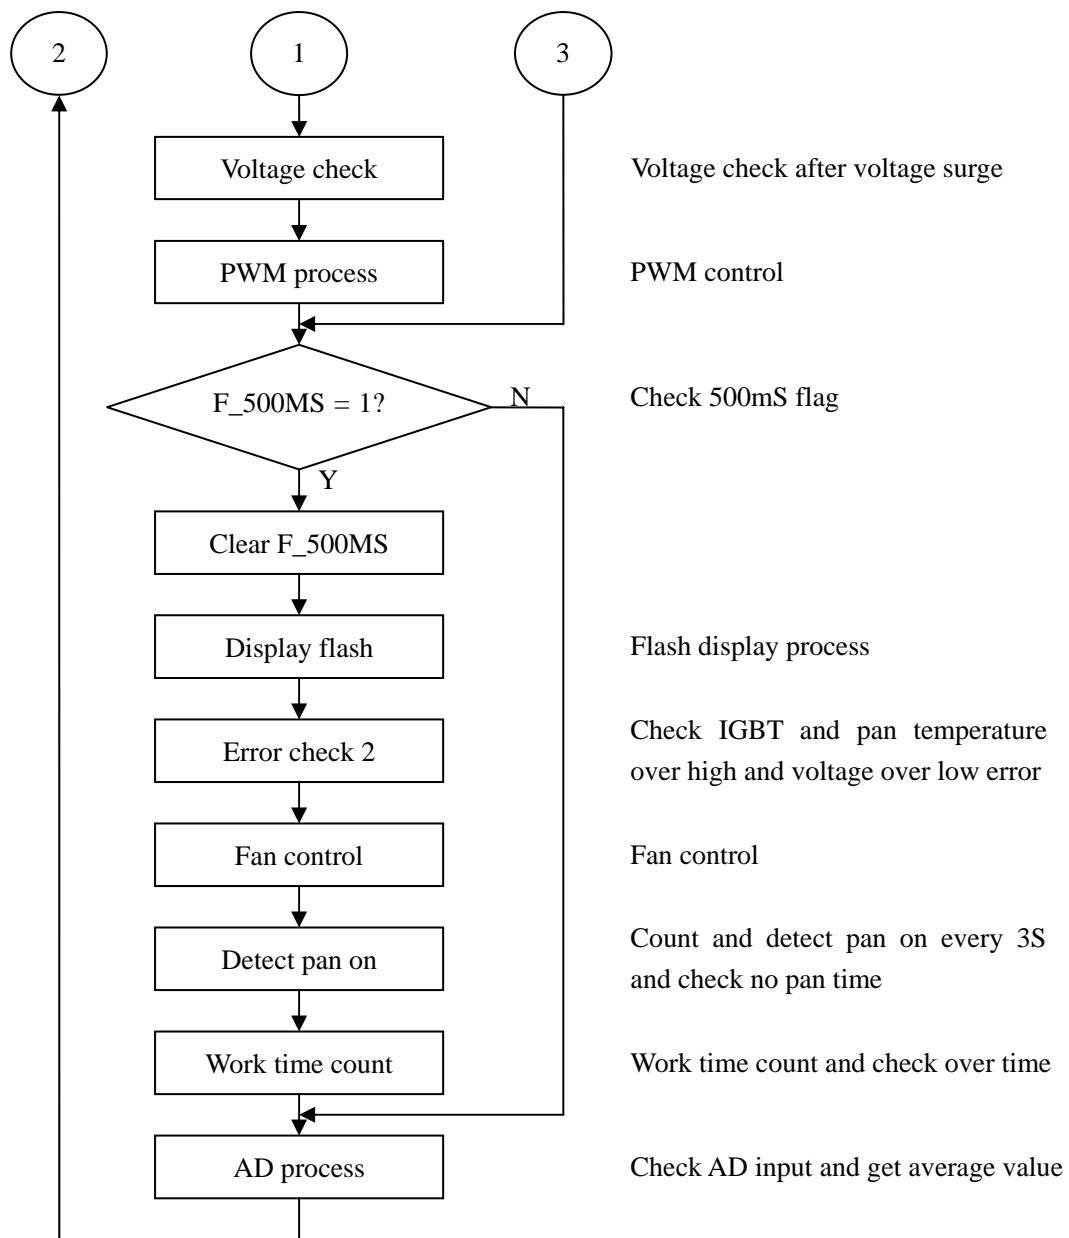 2
1
3
Voltage check
Voltage check after voltage surge
PWM process
PWM control
F_500MS = 1?
N
Check 500mS flag
Y
Clear F_500MS
Display flash
Flash display process
Error check 2
Check IGBT and pan temperature
over high and voltage over low error
Fan control
Fan control
Detect pan on
Count and detect pan on every 3S
and check no pan time
Work time count
Work time count and check over time
AD process
Check AD input and get average value